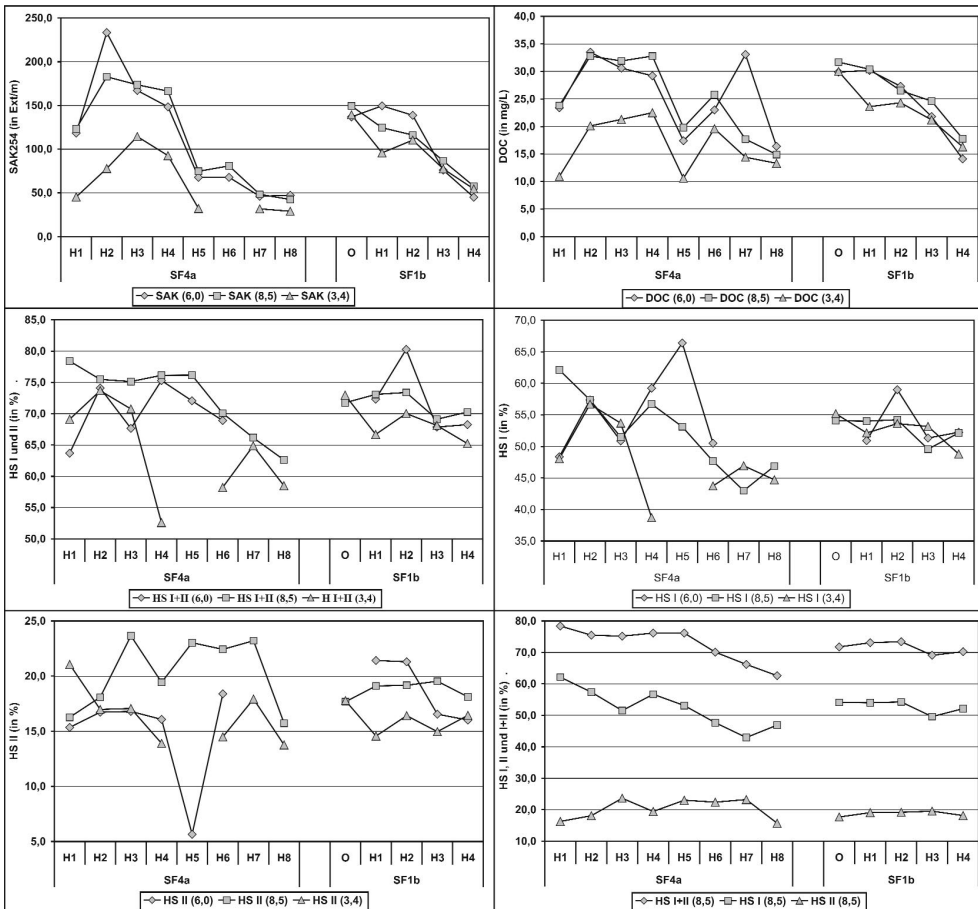 SAK254 (in Ext/m)
250,0
200,0
150,0
100,0
50,0
0,0
H1 H2 H3 H4 H5 H6 H7 H8 O H1 H2 H3 H4
SF4a SF1b
SAK (6,0) SAK (8,5) SAK (3,4)
DOC (in mg/L)
40,0
35,0
30,0
25,0
20,0
15,0
10,0
5,0
0,0
H1 H2 H3 H4 H5 H6 H7 H8 O H1 H2 H3 H4
SF4a SF1b
DOC (6,0) DOC (8,5) DOC (3,4)
HS I und II (in %) .
85,0
80,0
75,0
70,0
65,0
60,0
55,0
50,0
H1 H2 H3 H4 H5 H6 H7 H8 O H1 H2 H3 H4
SF4a SF1b
HS I+II (6,0) HS I+II (8,5) H I+II (3,4)
HS I (in %)
70,0
65,0
60,0
55,0
50,0
45,0
40,0
35,0
H1 H2 H3 H4 H5 H6 H7 H8 O H1 H2 H3 H4
SF4a SF1b
HS I (6,0) HS I (8,5) HS I (3,4)
HS II (in %)
25,0
20,0
15,0
10,0
5,0
H1 H2 H3 H4 H5 H6 H7 H8 O H1 H2 H3 H4
SF4a SF1b
HS II (6,0) HS II (8,5) HS II (3,4)
HS I, II und I+II (in %) .
80,0
70,0
60,0
50,0
40,0
30,0
20,0
10,0
H1 H2 H3 H4 H5 H6 H7 H8 O H1 H2 H3 H4
SF4a SF1b
HS I+II (8,5) HS I (8,5) HS II (8,5)